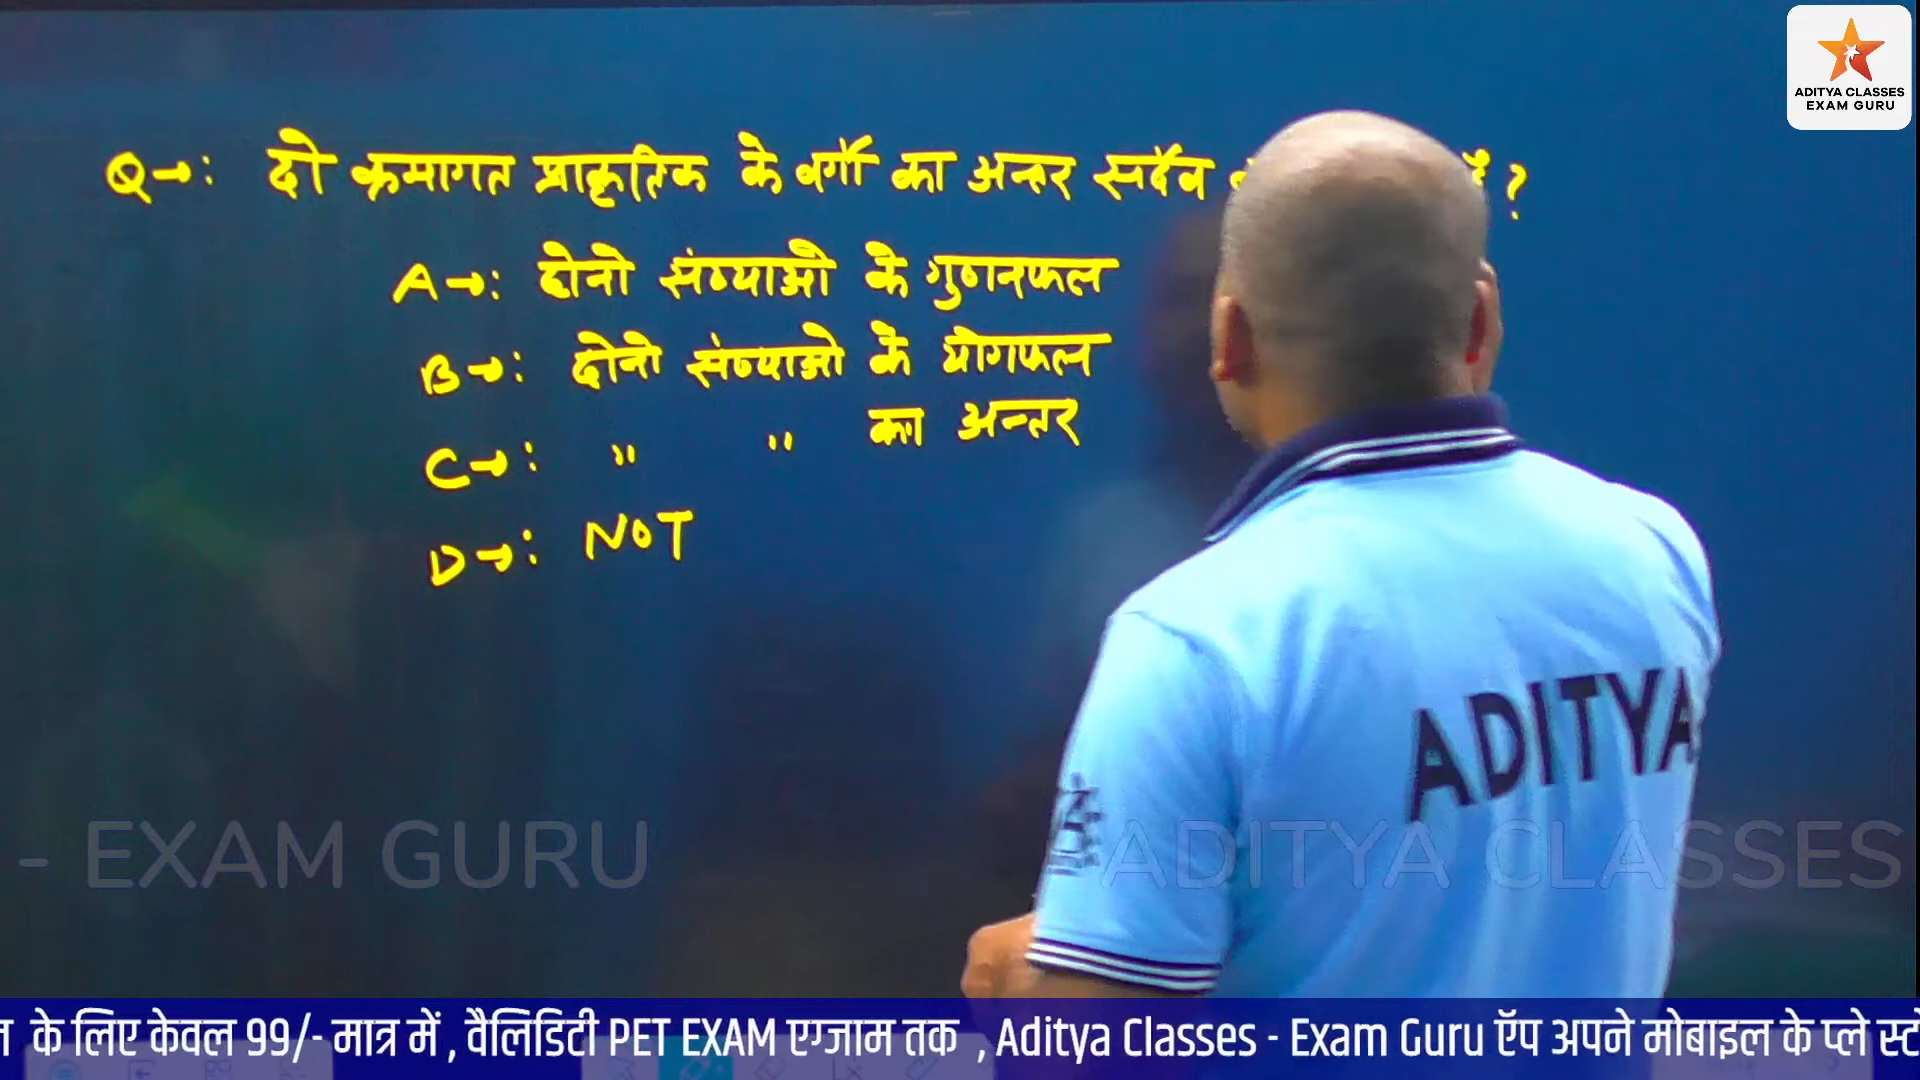 ADITYA CLASSES
EXAM GURU
Q→: दो क्रमागत प्राकृतिक के वर्गो का अन्तर सदैव ?
A→: दोनो संख्याओ के गुणनफल
B→: दोनो संख्याओ के योगफल
C→: " " का अन्तर
D→: NOT
ADITYA
- EXAM GURU ADITYA CLASSES
के लिए केवल 99/- मात्र में , वैलिडिटी PET EXAM एग्जाम तक , Aditya Classes - Exam Guru ऍप अपने मोबाइल के प्ले